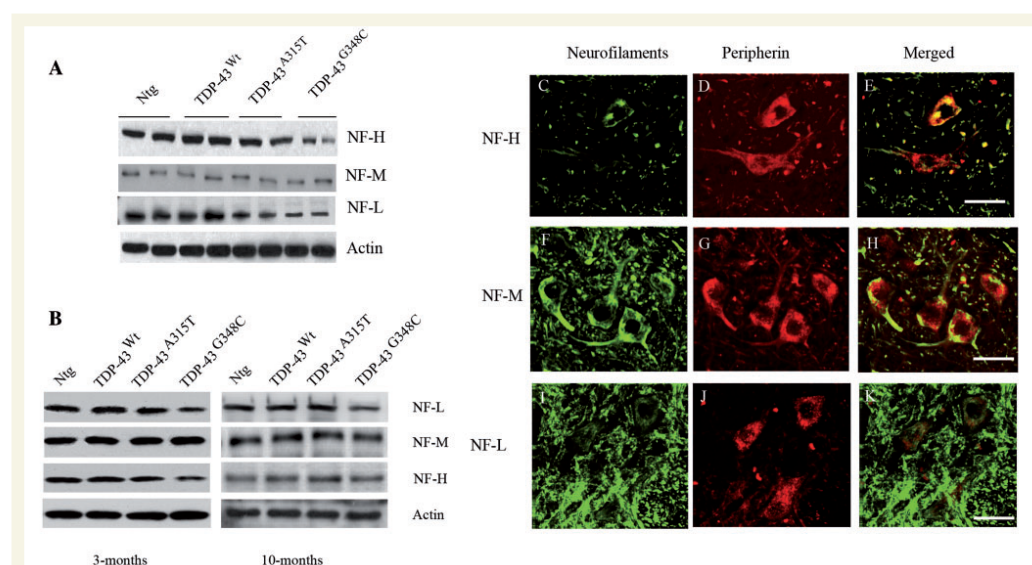 A
Ntg
TDP-43 Wt
TDP-43 A315T
TDP-43 G348C
NF-H
NF-M
NF-L
Actin
B
Ntg
TDP-43 Wt
TDP-43 A315T
TDP-43 G348C
Ntg
TDP-43 Wt
TDP-43 A315T
TDP-43 G348C
NF-L
NF-M
NF-H
Actin
3-months
10-months
Neurofilaments
Peripherin
Merged
NF-H
C
D
E
NF-M
F
G
H
NF-L
I
J
K